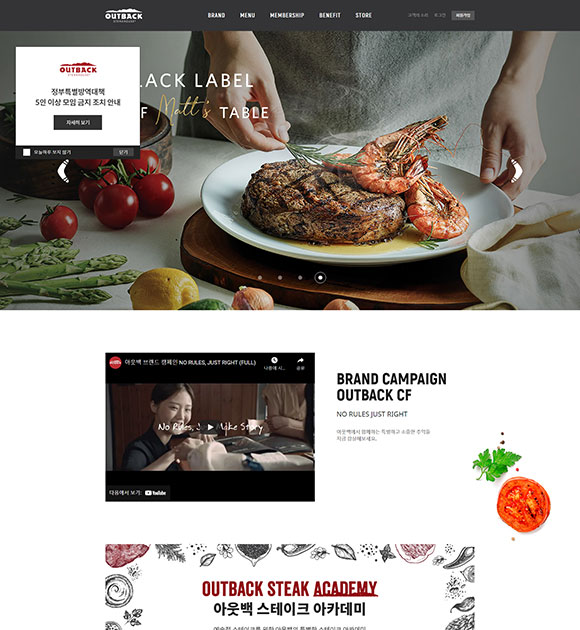 OUTBACK
STEAKHOUSE
BRAND
MENU
MEMBERSHIP
BENEFIT
STORE
고객의 소리
로그인
회원가입
OUTBACK
정부특별방역대책
5인 이상 모임 금지 조치 안내
자세히 보기
오늘하루 보지 않기
닫기
LACK LABEL
F Matt's TABLE
아웃백 브랜드 캠페인 NO RULES, JUST RIGHT (FULL)
나중에 시...
공유
No Rules, Make Story
다음에서 보기:
YouTube
BRAND CAMPAIGN
OUTBACK CF
NO RULES JUST RIGHT
아웃백에서 함께하는 특별하고 소중한 추억을
지금 감상해보세요.
OUTBACK STEAK ACADEMY
아웃백 스테이크 아카데미